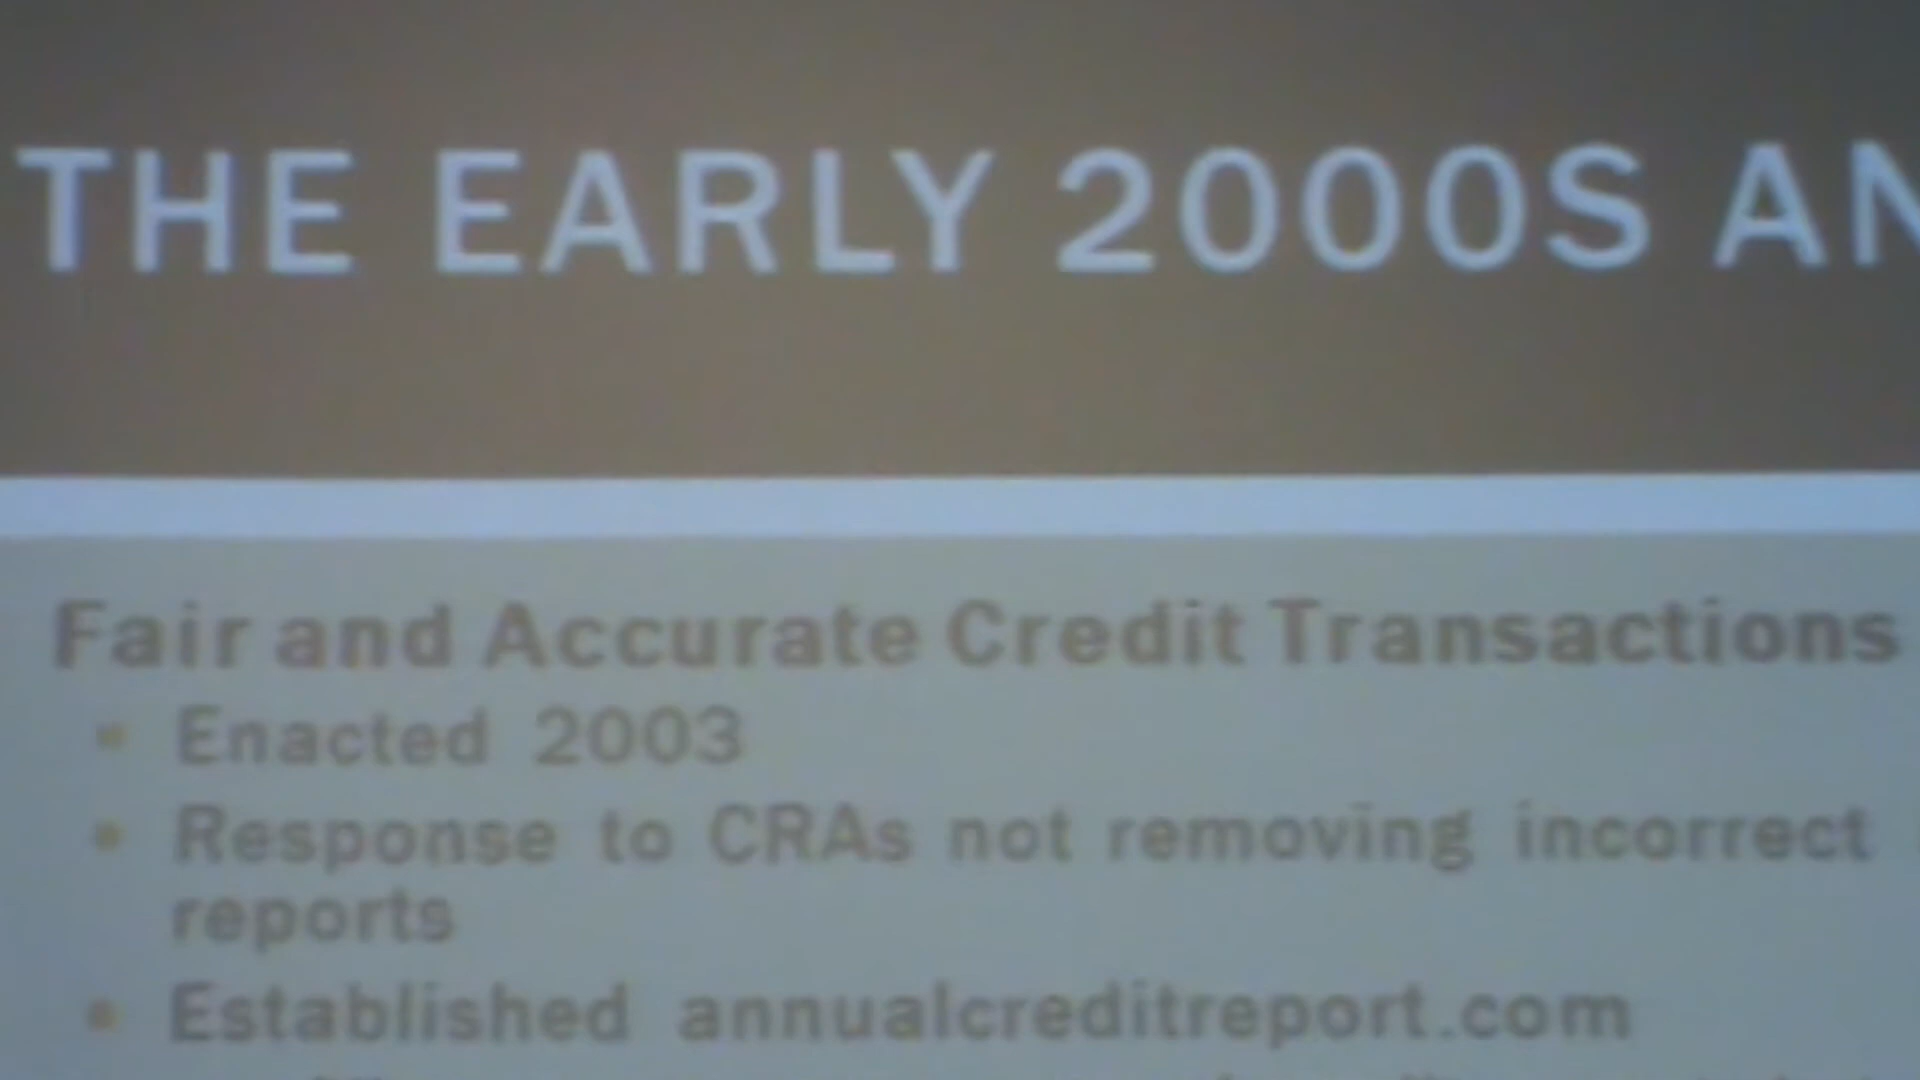 THE EARLY 2000S AN
Fair and Accurate Credit Transactions
Enacted 2003
Response to CRAs not removing incorrect
reports
Established annualcreditreport.com